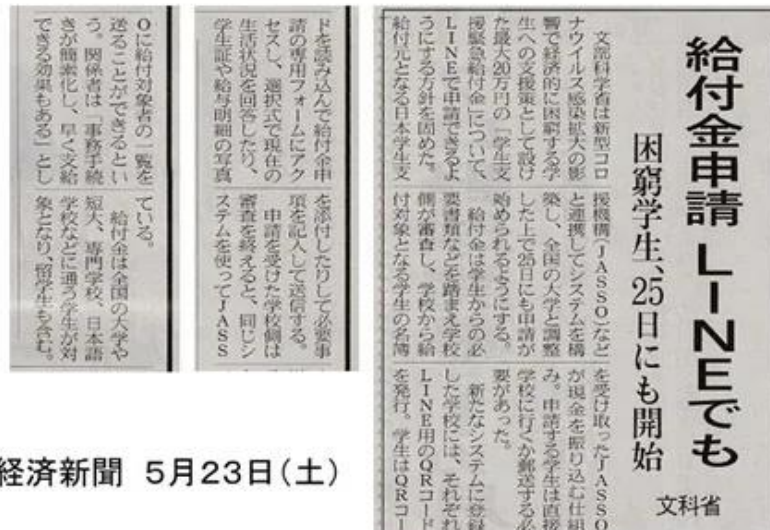 給付金申請 LINEでも
困窮学生、25日にも開始
文科省
文部科学省は新型コロ
ナウイルス感染拡大の影
響で経済的に困窮する学
生への支援策として設け
た最大20万円の「学生支
援緊急給付金」について、
LINEで申請できるよ
うにする方針を固めた。
給付元となる日本学生支
援機構(JASSO)など
と連携してシステムを構
築し、全国の大学と調整
した上で25日にも申請が
始められるようにする。
給付金は学生からの必
要書類などを踏まえ学校
側が審査し、学校から給
付対象となる学生の名簿
を受け取ったJASSO
が現金を振り込む仕組
み。申請する学生は直接
学校に行くか郵送する必
要があった。
新たなシステムに登録
した学校には、それぞれ
LINE用のQRコード
を発行。学生はQRコー
ドを読み込んで給付金申
請の専用フォームにアク
セスし、選択式で現在の
生活状況を回答したり、
学生証や給与明細の写真
を添付したりして必要事
項を記入して送信する。
申請を受けた学校側は
審査を終えると、同じシ
ステムを使ってJASS
Oに給付対象者の一覧を
送ることができるとい
う。関係者は「事務手続
きが簡素化し、早く支給
できる効果もある」とし
ている。
給付金は全国の大学や
短大、専門学校、日本語
学校などに通う学生が対
象となり、留学生も含む。
経済新聞 5月23日(土)